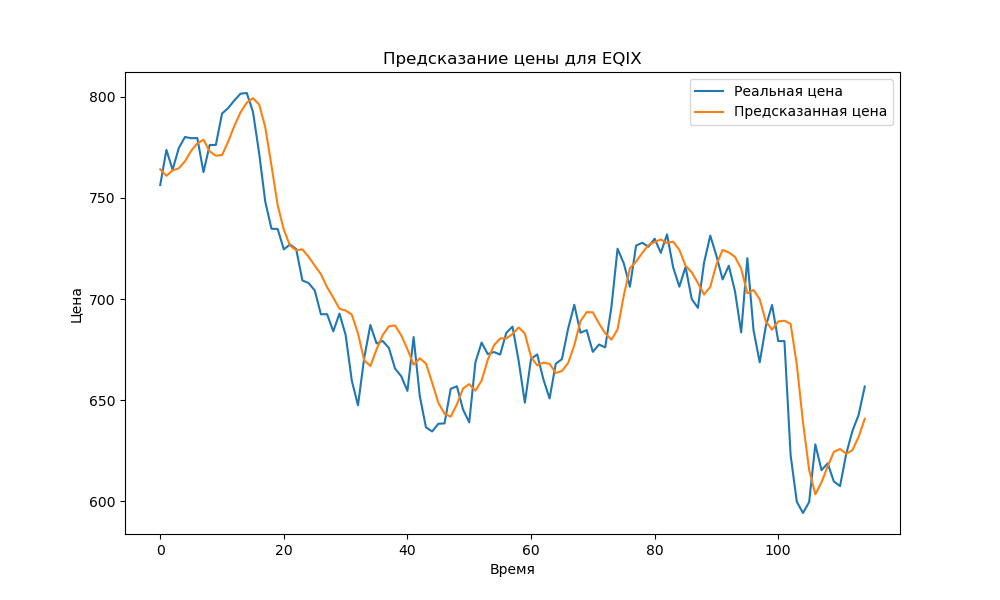 Предсказание цены для EQIX
Реальная цена
Предсказанная цена
800
750
700
650
600
Цена
0 20 40 60 80 100
Время